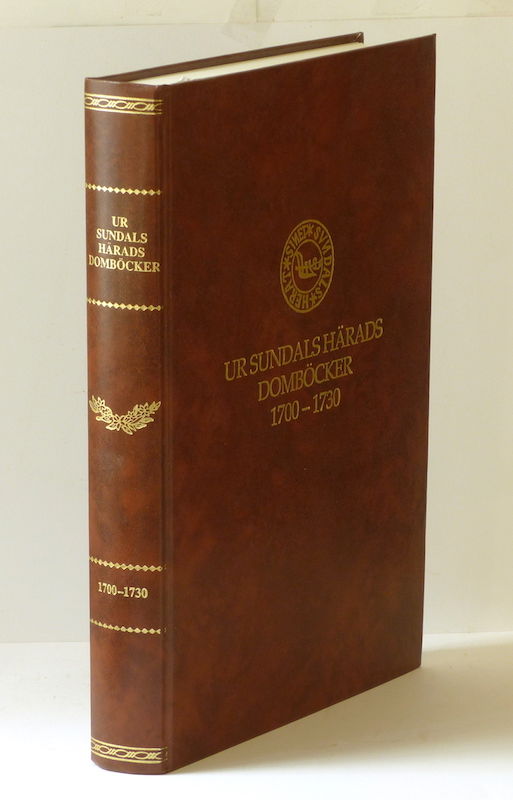 UR
SUNDALS
HÄRADS
DOMBÖCKER
1700–1730
UR SUNDALS HÄRADS
DOMBÖCKER
1700–1730